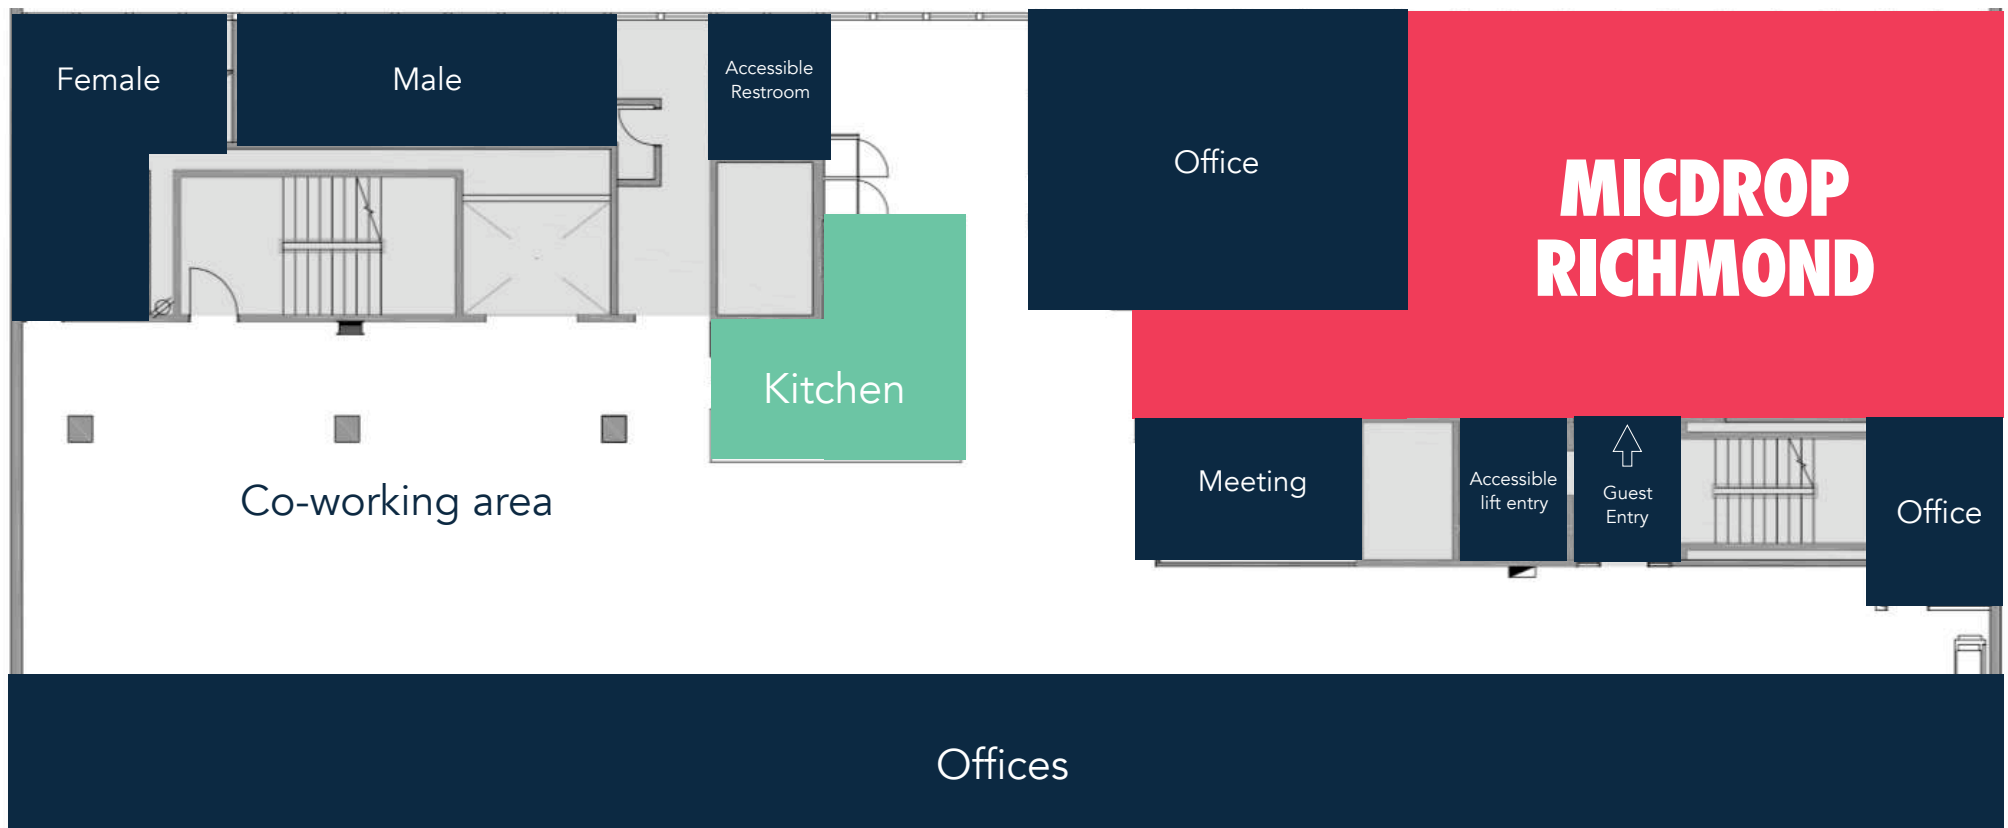 Female
Male
Accessible
Restroom
Office
MICDROP
RICHMOND
Kitchen
Co-working area
Meeting
Accessible
lift entry
Guest
Entry
Office
Offices